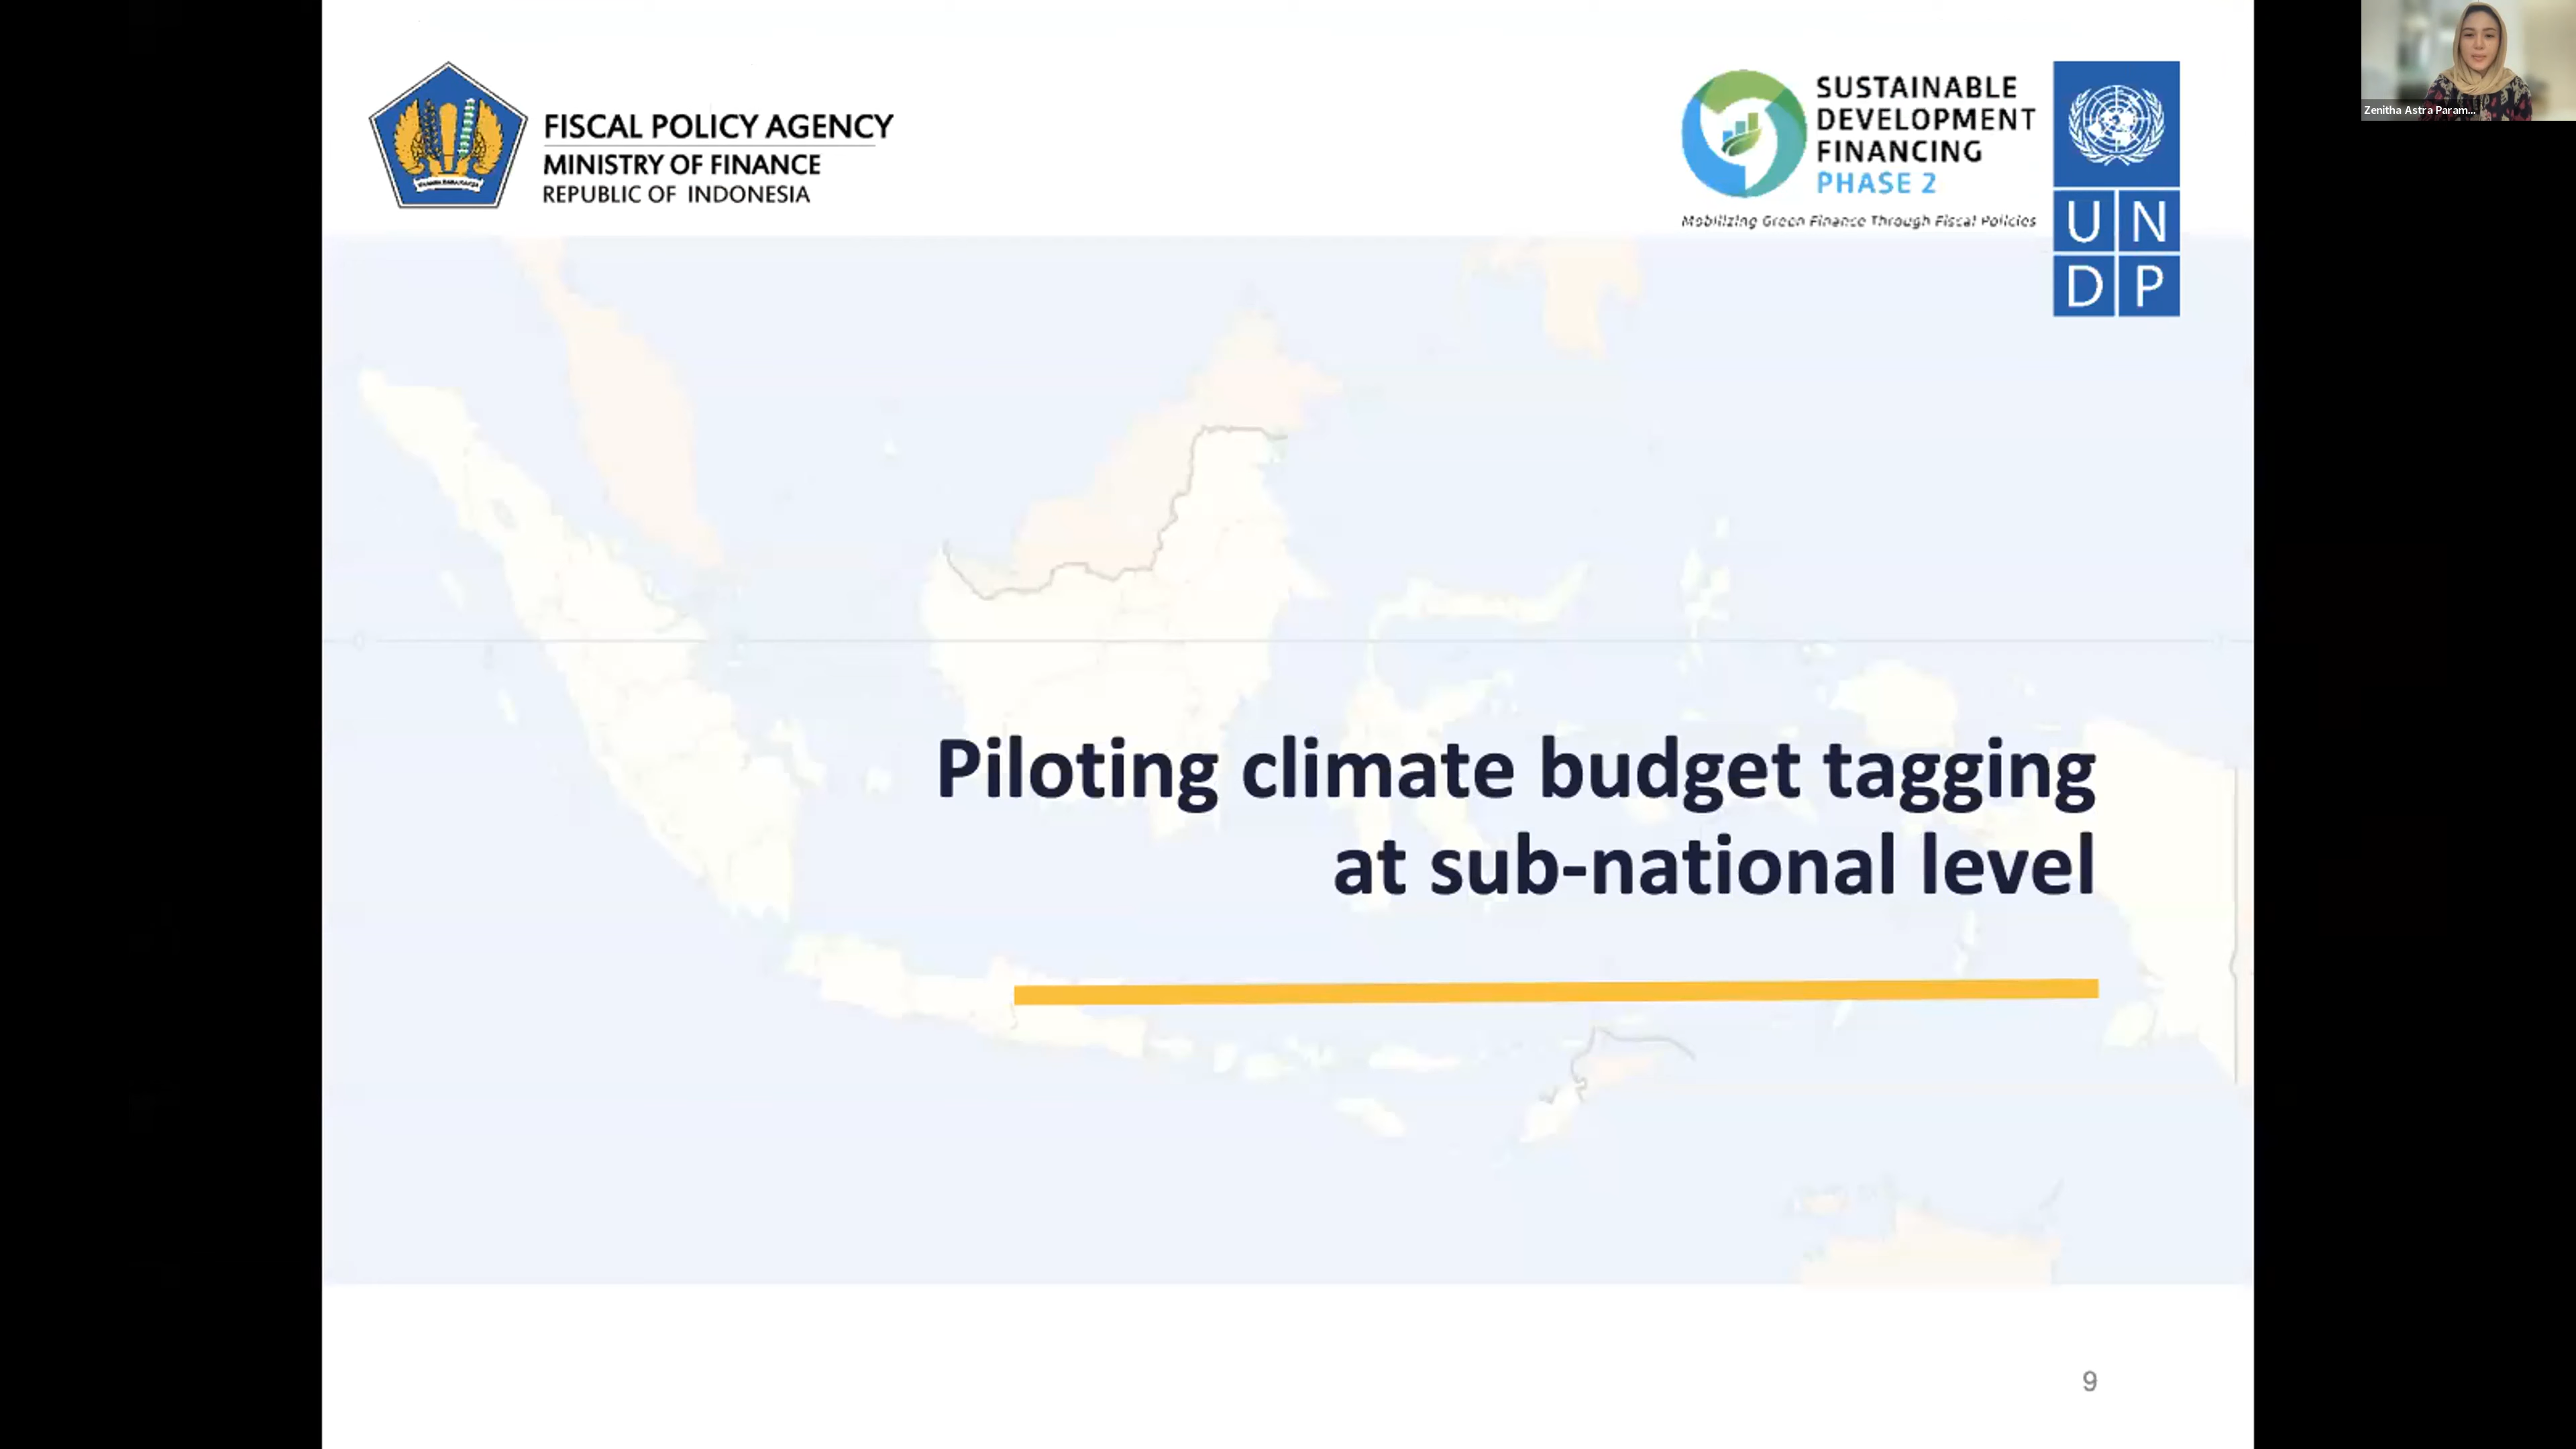 FISCAL POLICY AGENCY
MINISTRY OF FINANCE
REPUBLIC OF INDONESIA
SUSTAINABLE
DEVELOPMENT
FINANCING
PHASE 2
Mobilizing Green Finance Through Fiscal Policies
U N
D P
Zenitha Astra Param...
Piloting climate budget tagging
at sub-national level
9